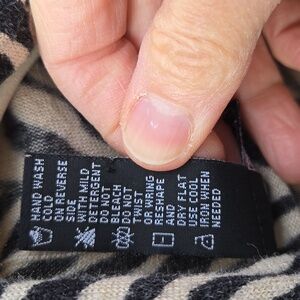 HAND WASH
COLD
ON REVERSE
SIDE
WITH MILD
DETERGENT
DO NOT
BLEACH
DO NOT
TWIST
OR WRING
RESHAPE
AND
DRY FLAT
USE COOL
IRON WHEN
NEEDED